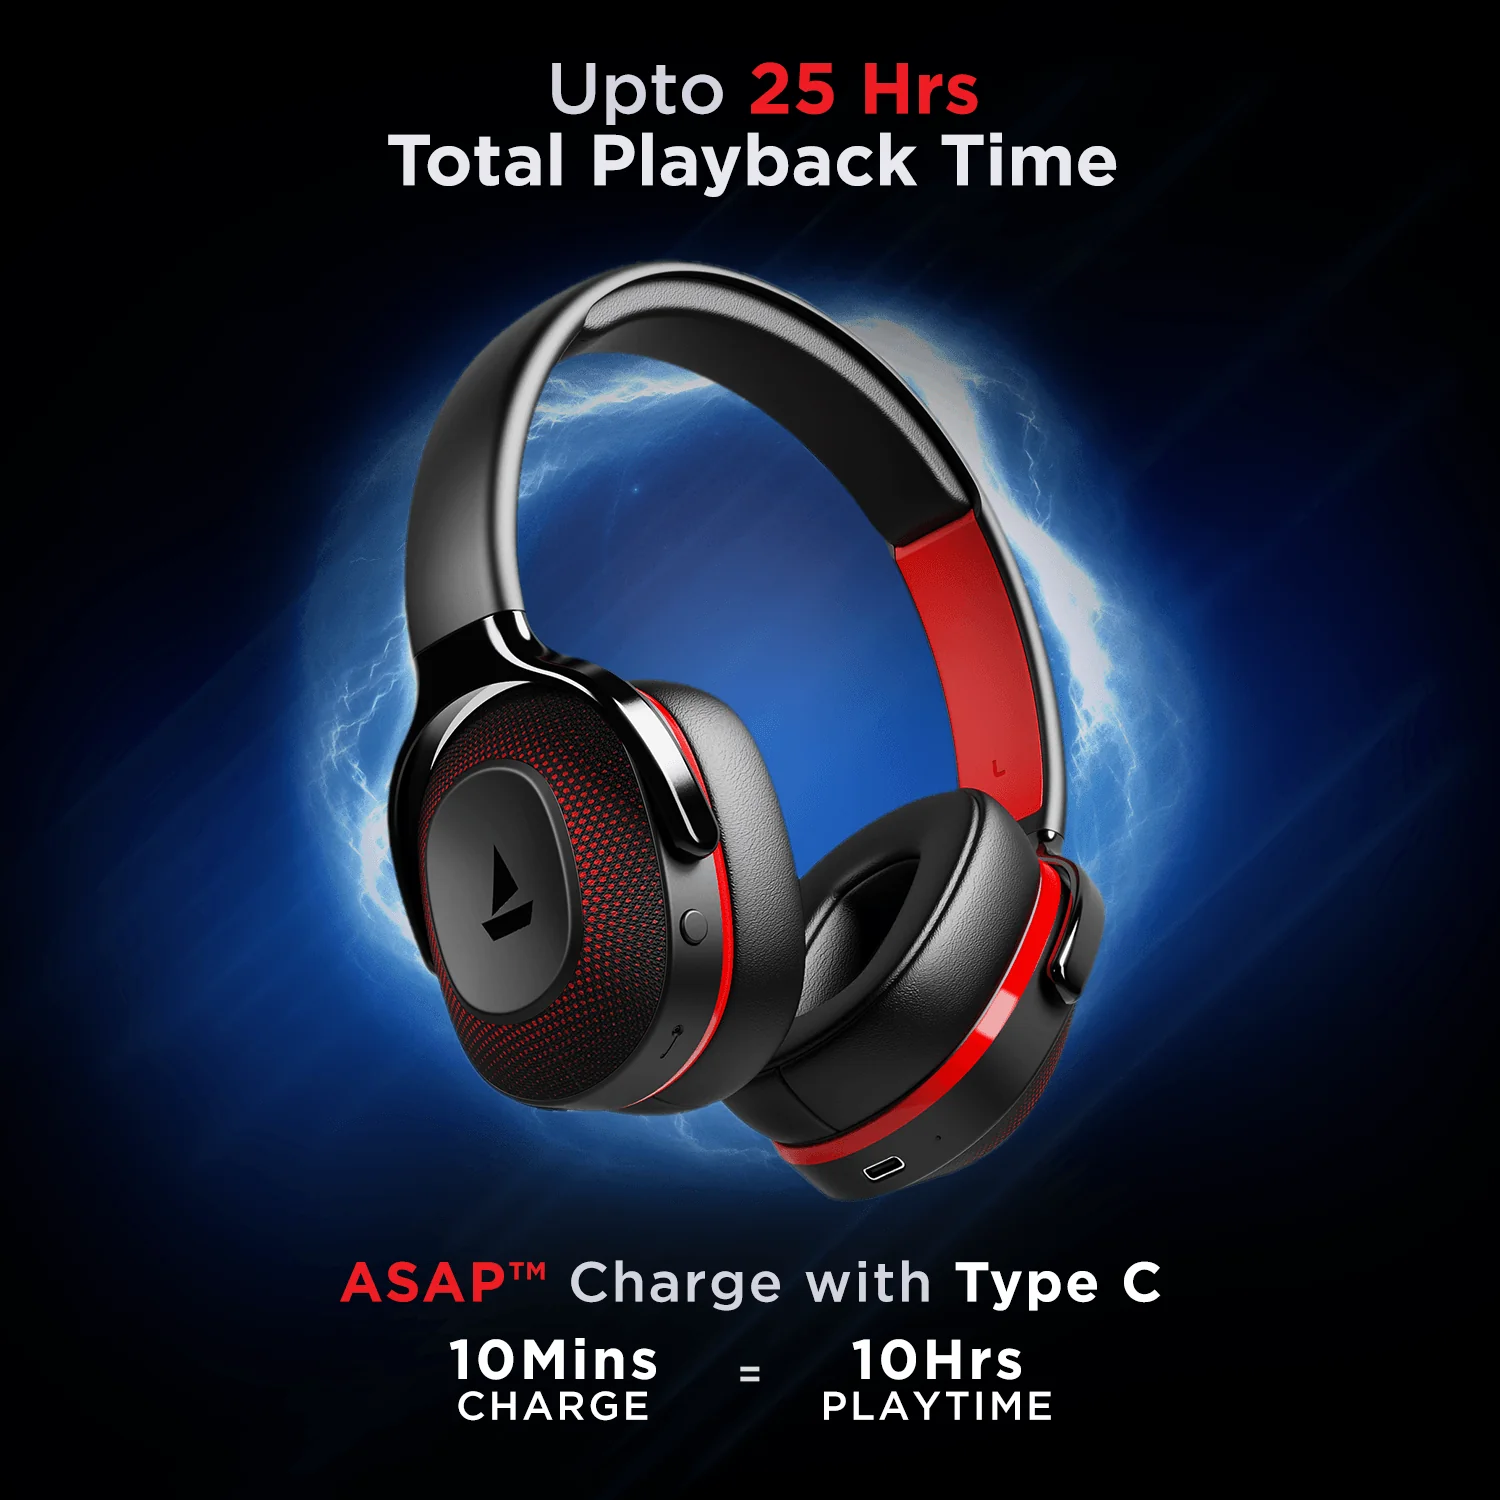 Upto 25 Hrs
Total Playback Time
L
ASAP™ Charge with Type C
10Mins = 10Hrs
CHARGE PLAYTIME